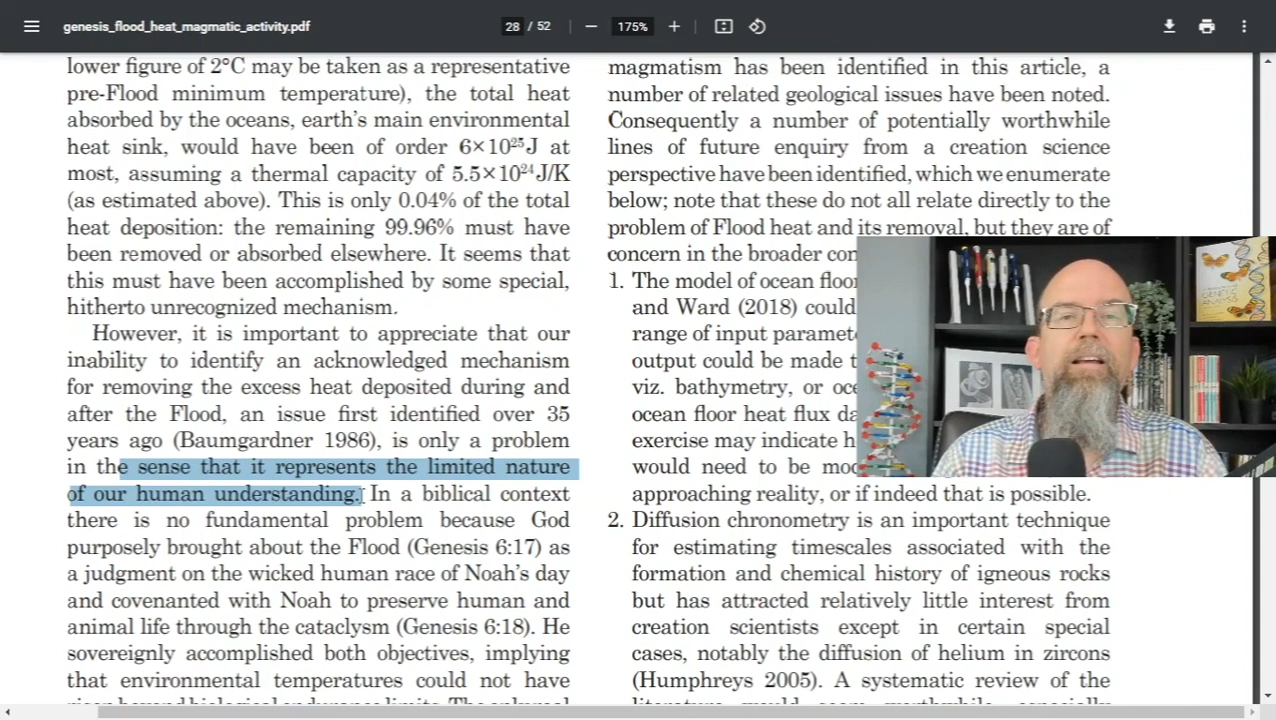 genesis_flood_heat_magmatic_activity.pdf
28 / 52
175%
lower figure of 2°C may be taken as a representative
pre-Flood minimum temperature), the total heat
absorbed by the oceans, earth's main environmental
heat sink, would have been of order 6×10²⁵J at
most, assuming a thermal capacity of 5.5×10²⁴J/K
(as estimated above). This is only 0.04% of the total
heat deposition: the remaining 99.96% must have
been removed or absorbed elsewhere. It seems that
this must have been accomplished by some special,
hitherto unrecognized mechanism.
However, it is important to appreciate that our
inability to identify an acknowledged mechanism
for removing the excess heat deposited during and
after the Flood, an issue first identified over 35
years ago (Baumgardner 1986), is only a problem
in the sense that it represents the limited nature
of our human understanding. In a biblical context
there is no fundamental problem because God
purposely brought about the Flood (Genesis 6:17) as
a judgment on the wicked human race of Noah's day
and covenanted with Noah to preserve human and
animal life through the cataclysm (Genesis 6:18). He
sovereignly accomplished both objectives, implying
that environmental temperatures could not have
magmatism has been identified in this article, a
number of related geological issues have been noted.
Consequently a number of potentially worthwhile
lines of future enquiry from a creation science
perspective have been identified, which we enumerate
below; note that these do not all relate directly to the
problem of Flood heat and its removal, but they are of
concern in the broader
1. The model of ocean
and Ward (2018) could
range of input
output could be made
viz. bathymetry, or
ocean floor heat flux
exercise may indicate
would need to be
approaching reality, or if indeed that is possible.
2. Diffusion chronometry is an important technique
for estimating timescales associated with the
formation and chemical history of igneous rocks
but has attracted relatively little interest from
creation scientists except in certain special
cases, notably the diffusion of helium in zircons
(Humphreys 2005). A systematic review of the